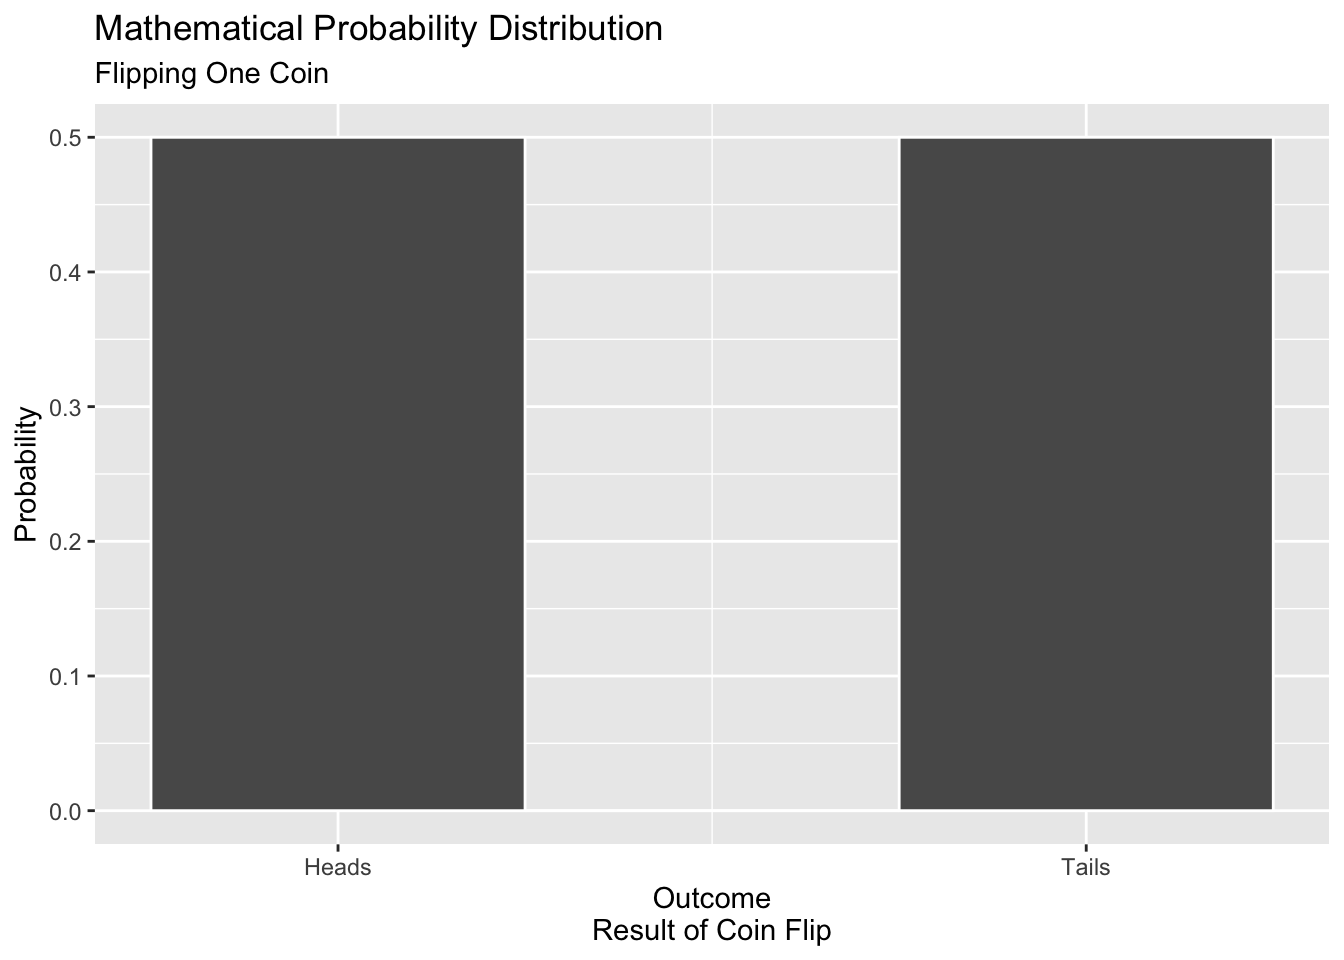 Mathematical Probability Distribution
Flipping One Coin
Probability
0.5
0.4
0.3
0.2
0.1
0.0
Heads
Tails
Outcome
Result of Coin Flip